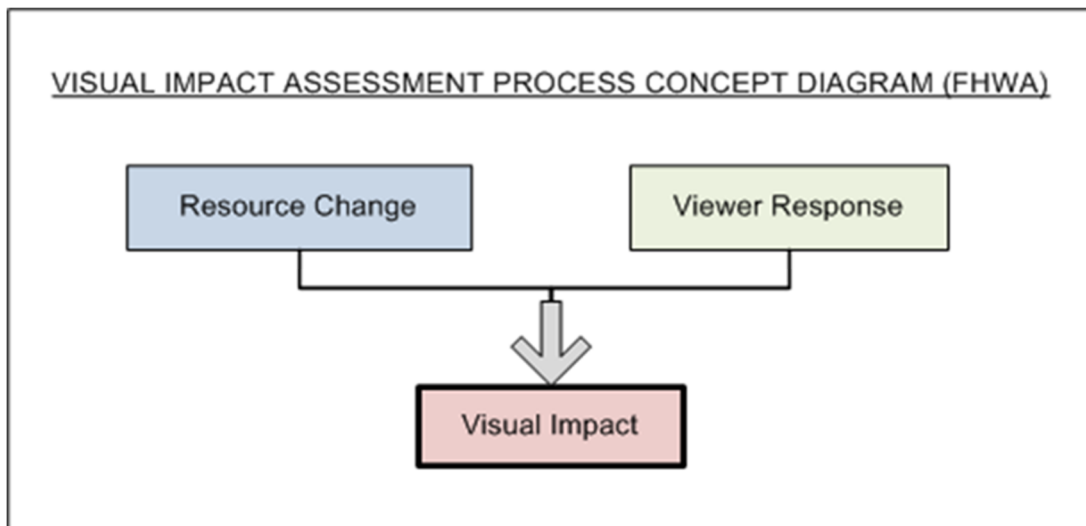 VISUAL IMPACT ASSESSMENT PROCESS CONCEPT DIAGRAM (FHWA)
Resource Change
Viewer Response
Visual Impact